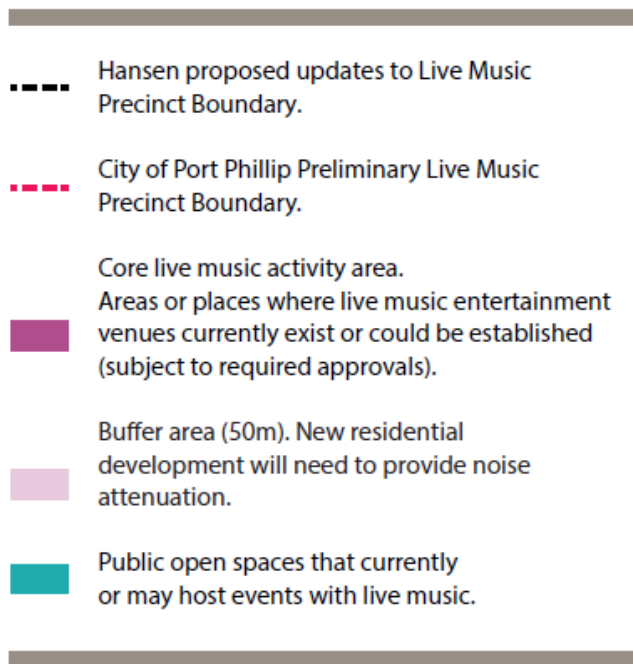 Hansen proposed updates to Live Music
Precinct Boundary.
City of Port Phillip Preliminary Live Music
Precinct Boundary.
Core live music activity area.
Areas or places where live music entertainment
venues currently exist or could be established
(subject to required approvals).
Buffer area (50m). New residential
development will need to provide noise
attenuation.
Public open spaces that currently
or may host events with live music.